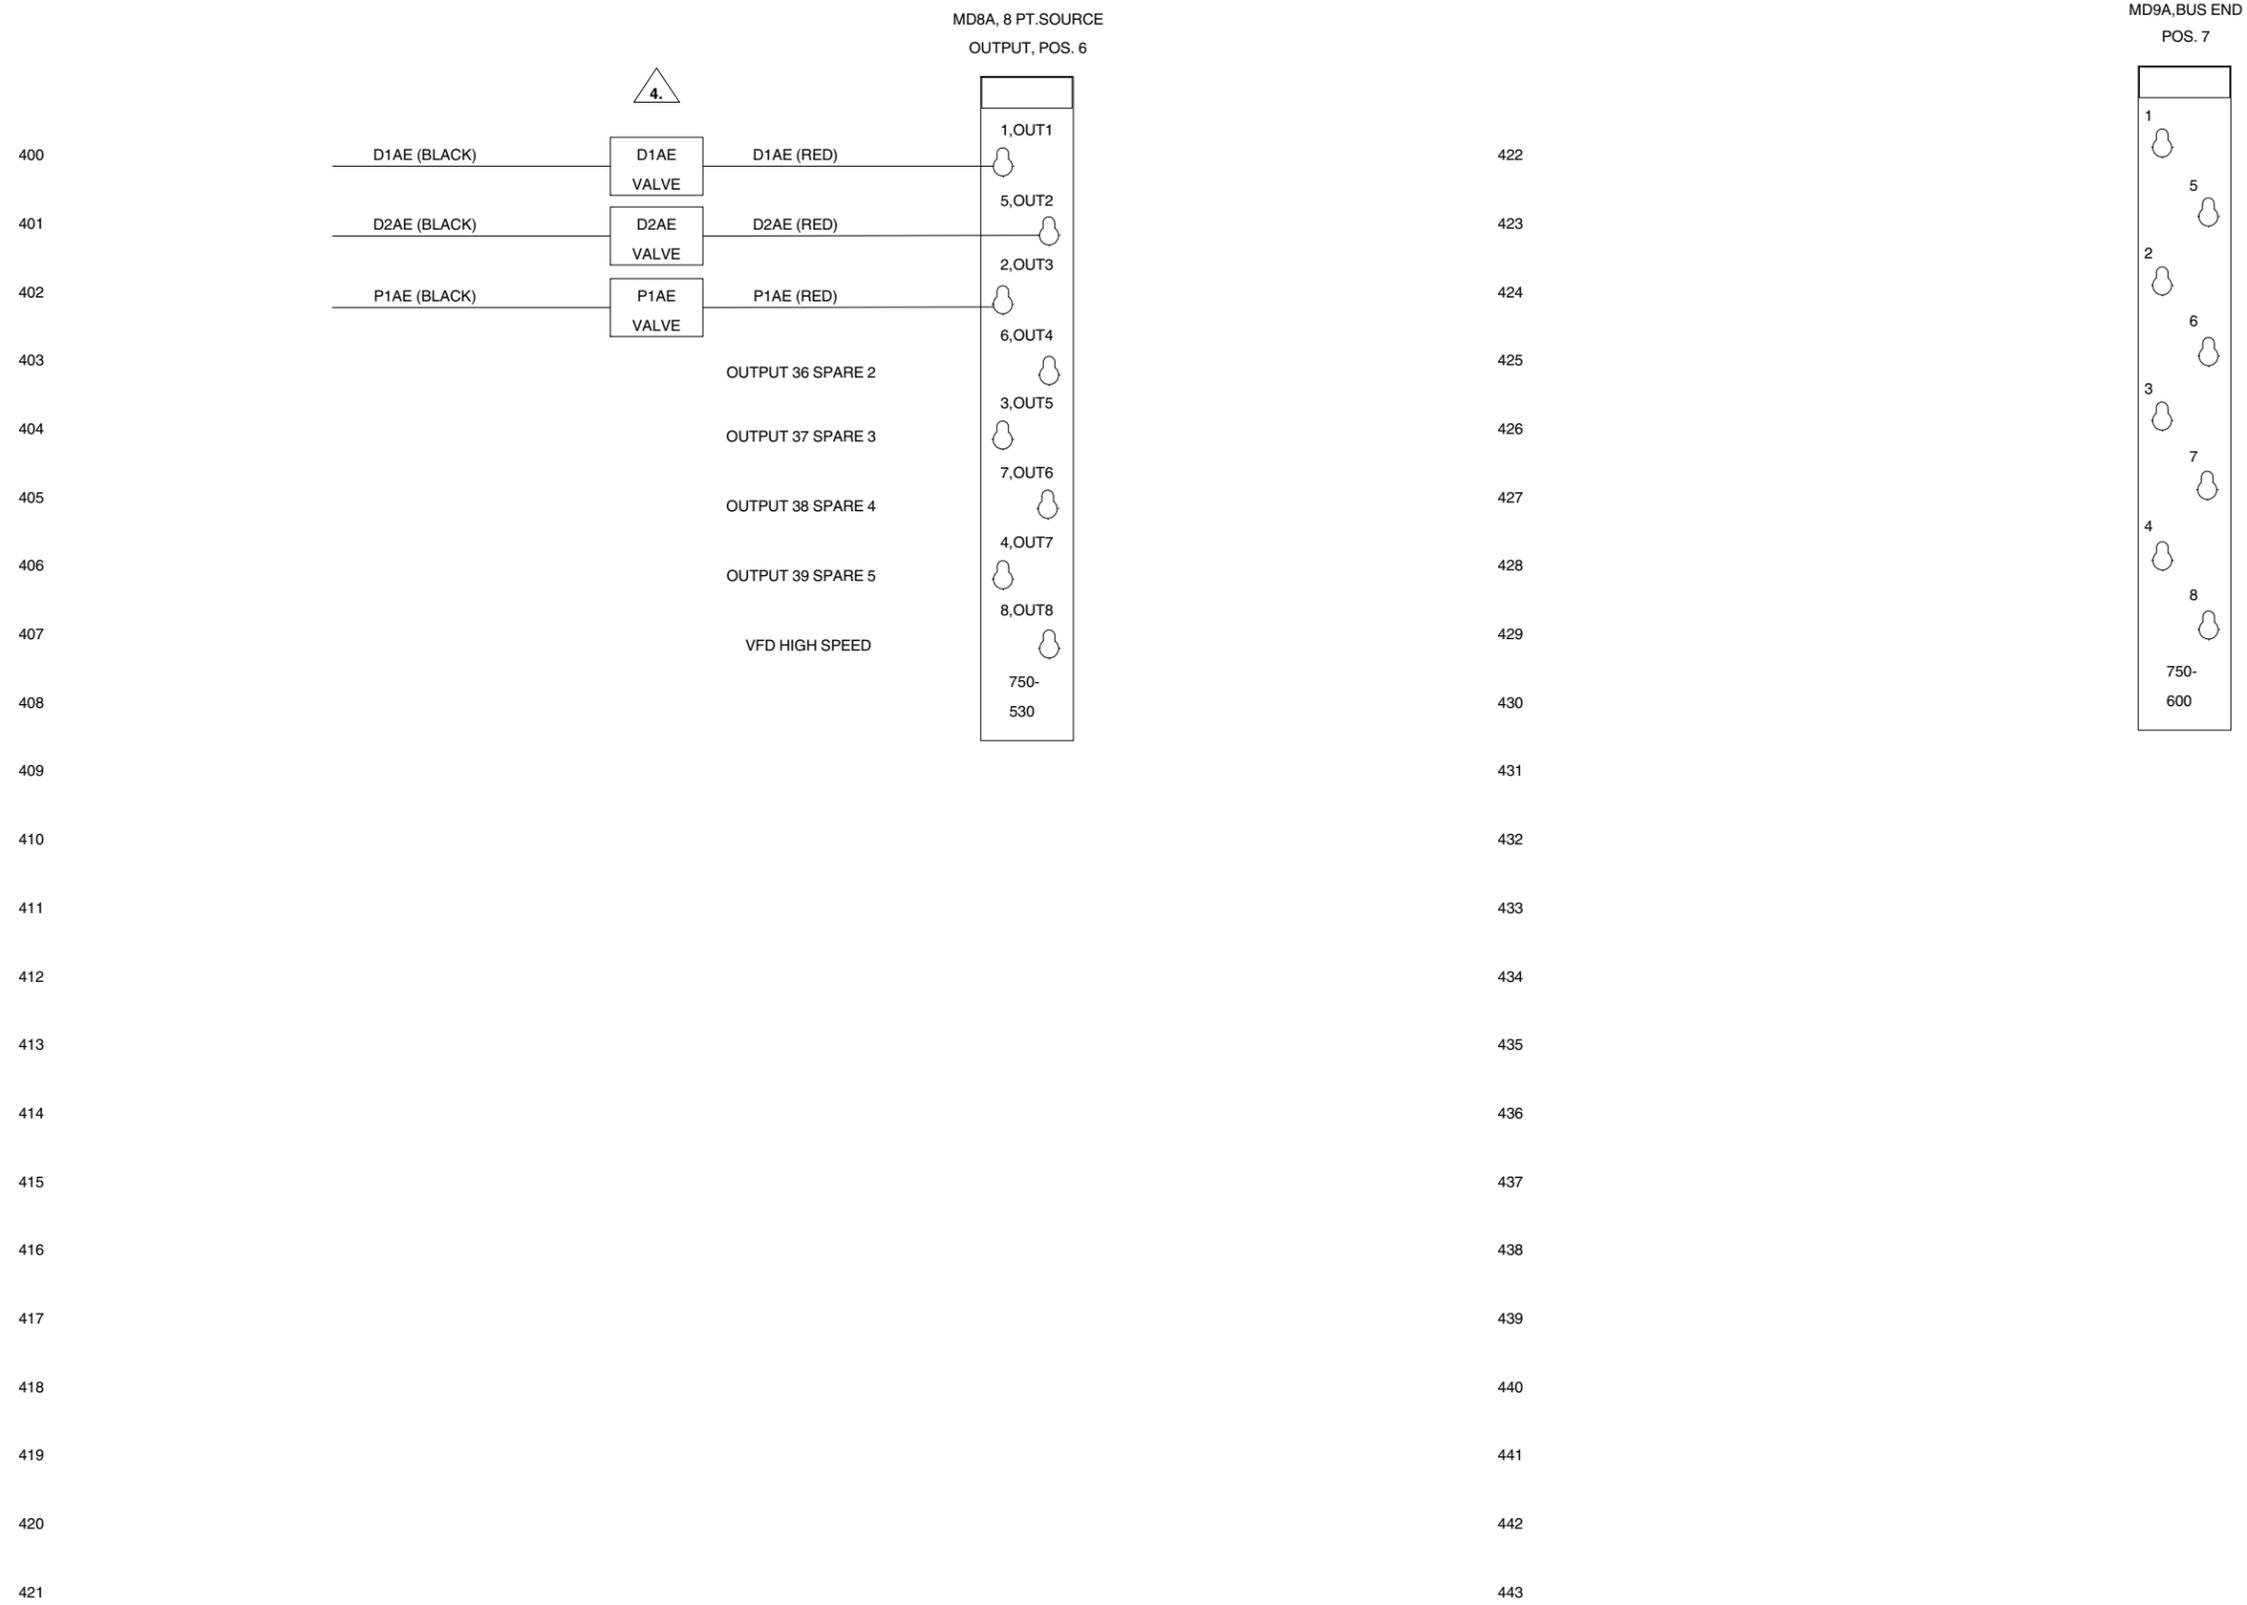 MD8A, 8 PT.SOURCE
OUTPUT, POS. 6
4.
1,OUT1
400
D1AE (BLACK)
D1AE
VALVE
D1AE (RED)
5,OUT2
401
D2AE (BLACK)
D2AE
VALVE
D2AE (RED)
2,OUT3
402
P1AE (BLACK)
P1AE
VALVE
P1AE (RED)
6,OUT4
403
OUTPUT 36 SPARE 2
3,OUT5
404
OUTPUT 37 SPARE 3
7,OUT6
405
OUTPUT 38 SPARE 4
4,OUT7
406
OUTPUT 39 SPARE 5
8,OUT8
407
VFD HIGH SPEED
750-
530
408
409
410
411
412
413
414
415
416
417
418
419
420
421
MD9A,BUS END
POS. 7
1
422
5
423
2
424
6
425
3
426
7
427
4
428
8
429
750-
600
430
431
432
433
434
435
436
437
438
439
440
441
442
443